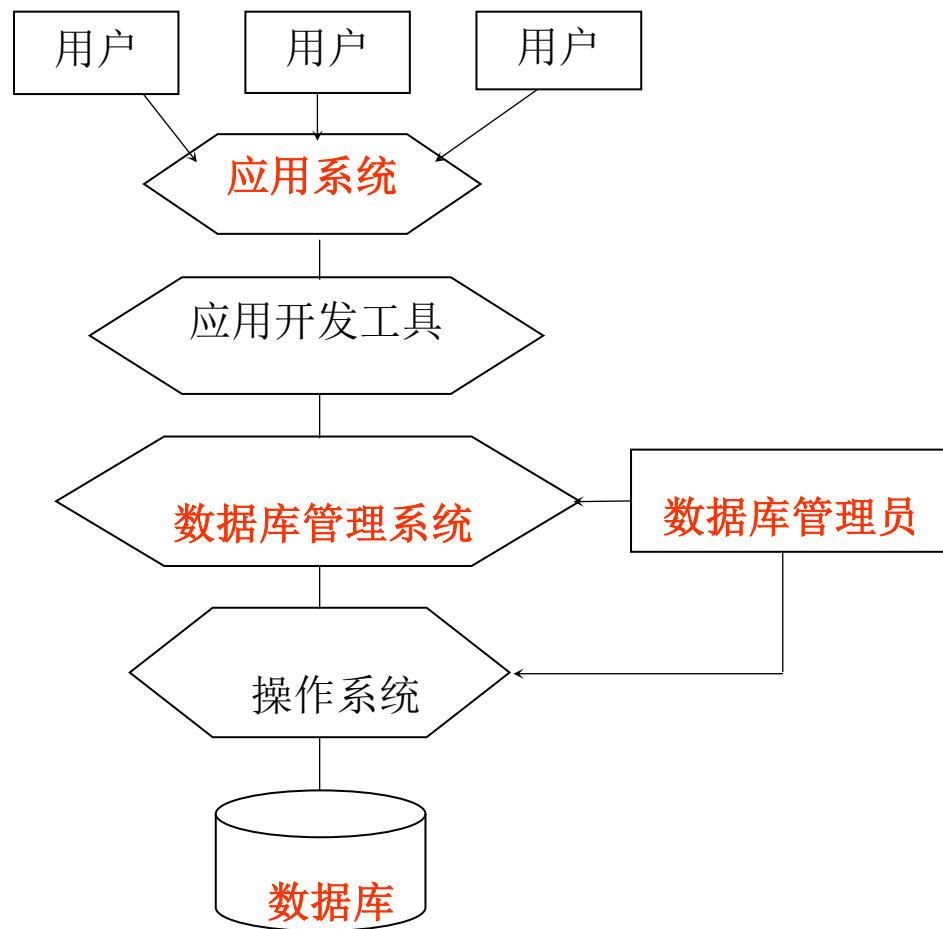 用户
用户
用户
应用系统
应用开发工具
数据库管理系统
数据库管理员
操作系统
数据库